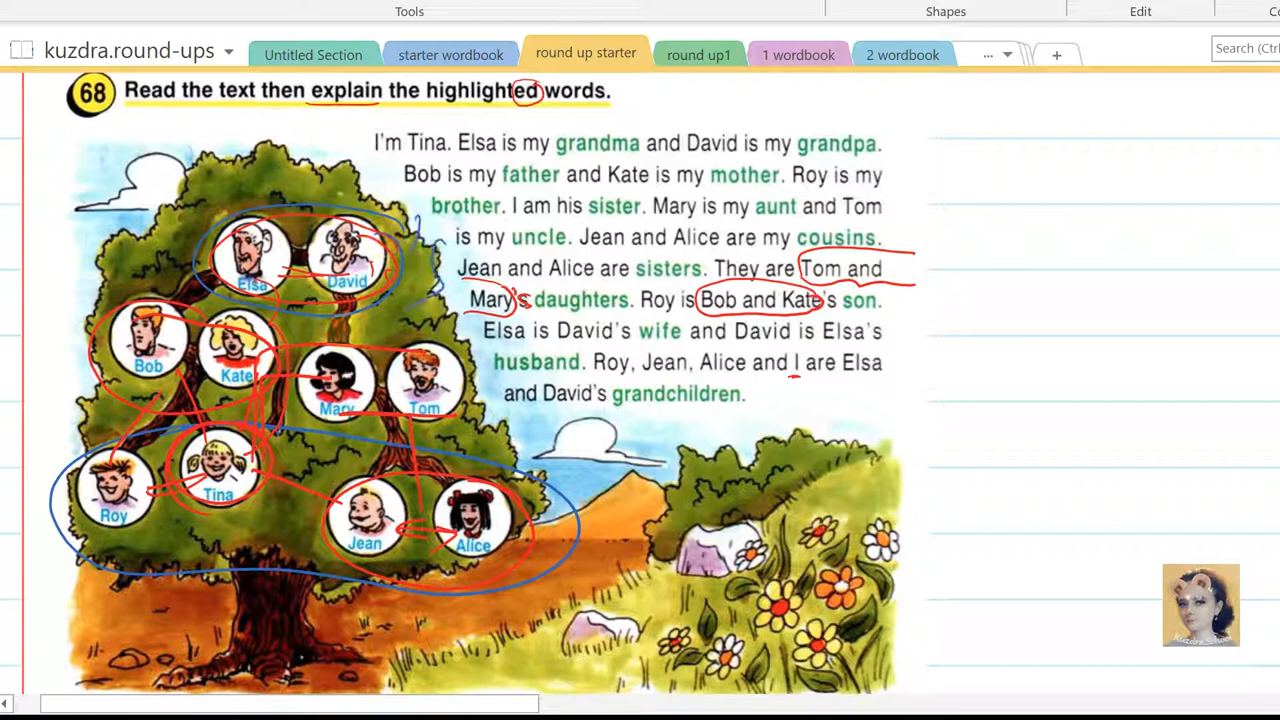 Tools
Shapes
Edit
kuzdra.round-ups
Untitled Section
starter wordbook
round up starter
round up1
1 wordbook
2 wordbook
...
Search (Ct
68 Read the text then explain the highlighted words.
I'm Tina. Elsa is my grandma and David is my grandpa.
Bob is my father and Kate is my mother. Roy is my
brother. I am his sister. Mary is my aunt and Tom
is my uncle. Jean and Alice are my cousins.
Jean and Alice are sisters. They are Tom and
Mary's daughters. Roy is Bob and Kate's son.
Elsa is David's wife and David is Elsa's
husband. Roy, Jean, Alice and I are Elsa
and David's grandchildren.
Elsa
David
Bob
Kate
Mary
Tom
Roy
Tina
Jean
Alice
Kuzdra.School